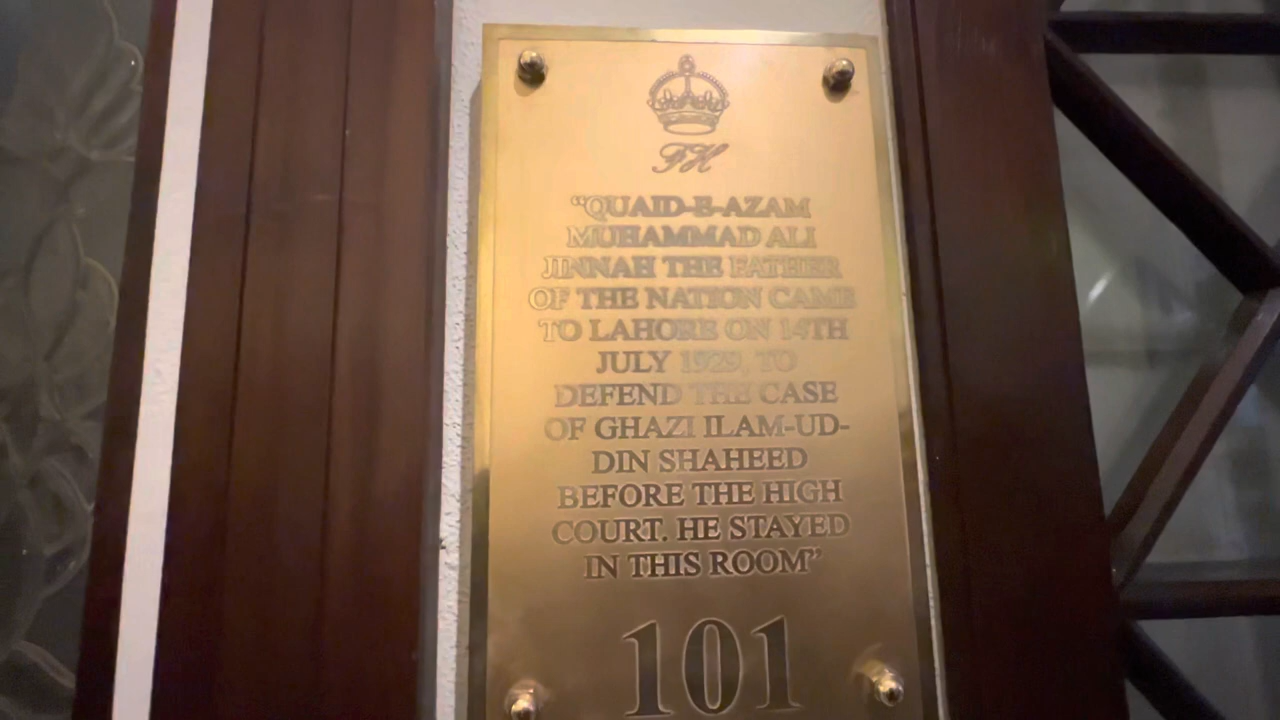 FH
“QUAID-E-AZAM
MUHAMMAD ALI
JINNAH THE FATHER
OF THE NATION CAME
TO LAHORE ON 14TH
JULY 1929, TO
DEFEND THE CASE
OF GHAZI ILAM-UD-
DIN SHAHEED
BEFORE THE HIGH
COURT. HE STAYED
IN THIS ROOM”
101